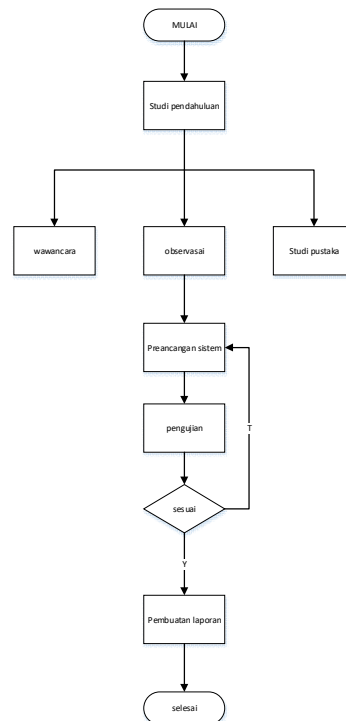 MULAI
Studi pendahuluan
wawancara
observasai
Studi pustaka
Preancangan sistem
pengujian
T
sesuai
Y
Pembuatan laporan
selesai